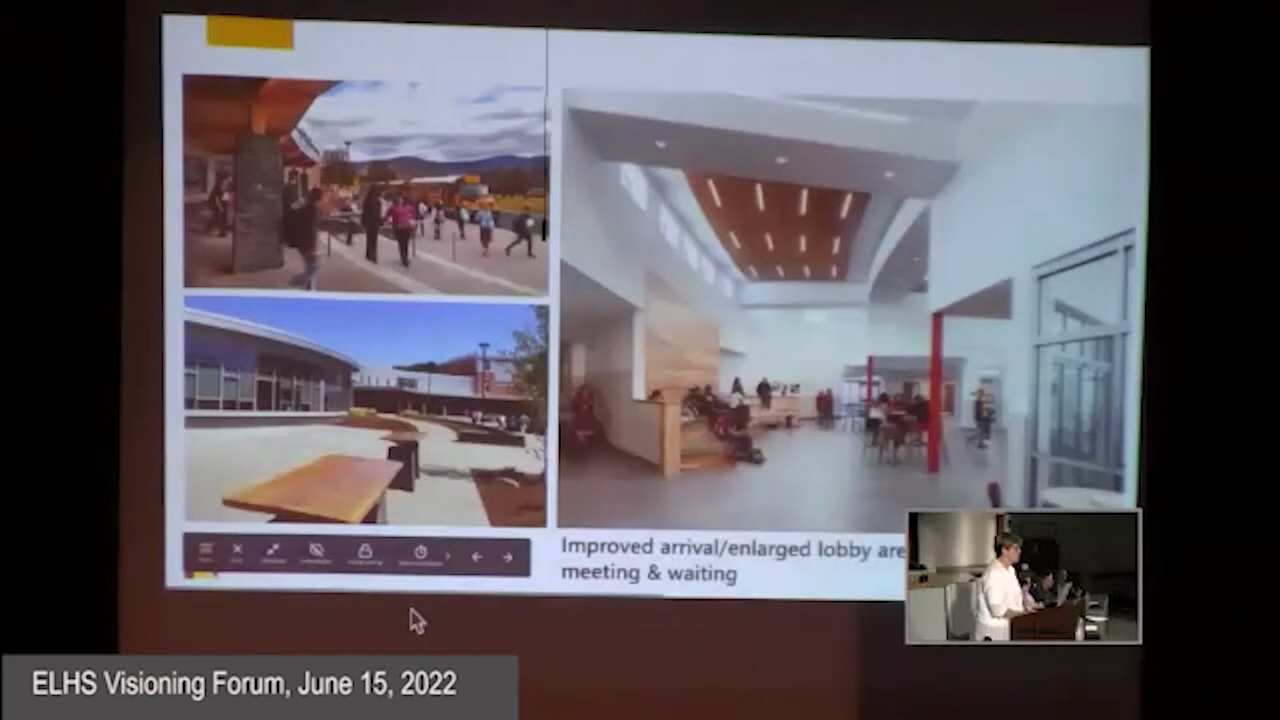 Improved arrival/enlarged lobby are
meeting & waiting
ELHS Visioning Forum, June 15, 2022